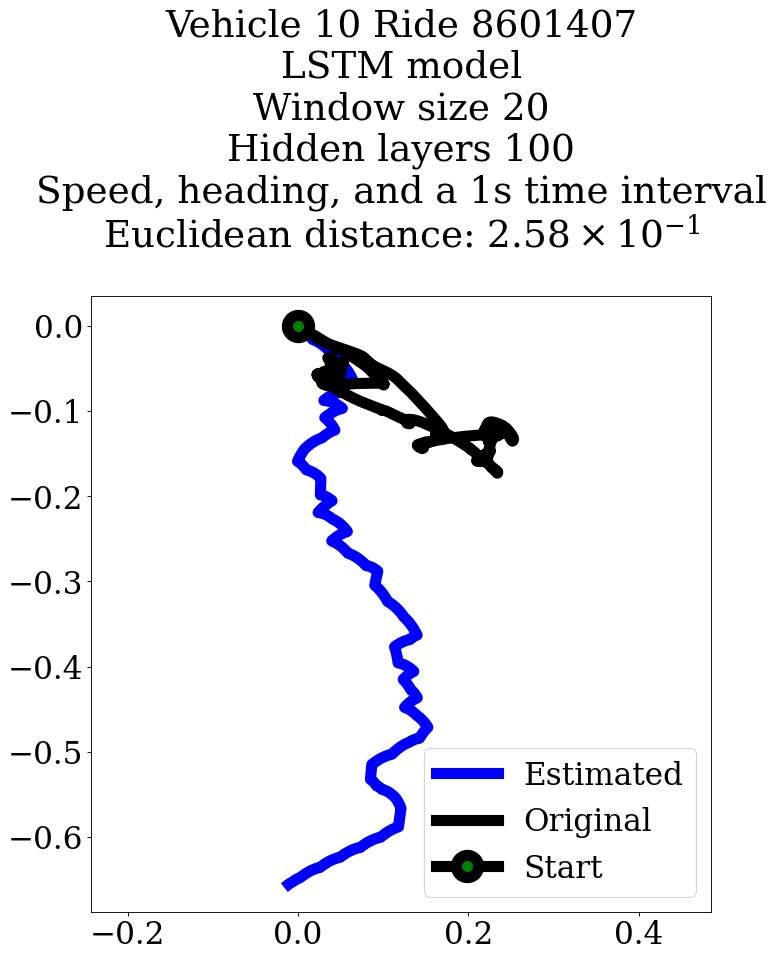 Vehicle 10 Ride 8601407
LSTM model
Window size 20
Hidden layers 100
Speed, heading, and a 1s time interval
Euclidean distance: 2.58 × 10⁻¹
0.0
−0.1
−0.2
−0.3
−0.4
−0.5
−0.6
Estimated
Original
Start
−0.2 0.0 0.2 0.4